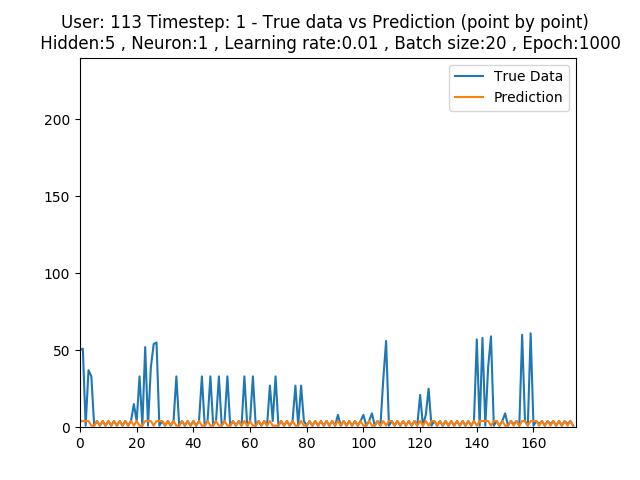 User: 113 Timestep: 1 - True data vs Prediction (point by point)
Hidden:5 , Neuron:1 , Learning rate:0.01 , Batch size:20 , Epoch:1000
True Data
Prediction
200
150
100
50
0
0 20 40 60 80 100 120 140 160